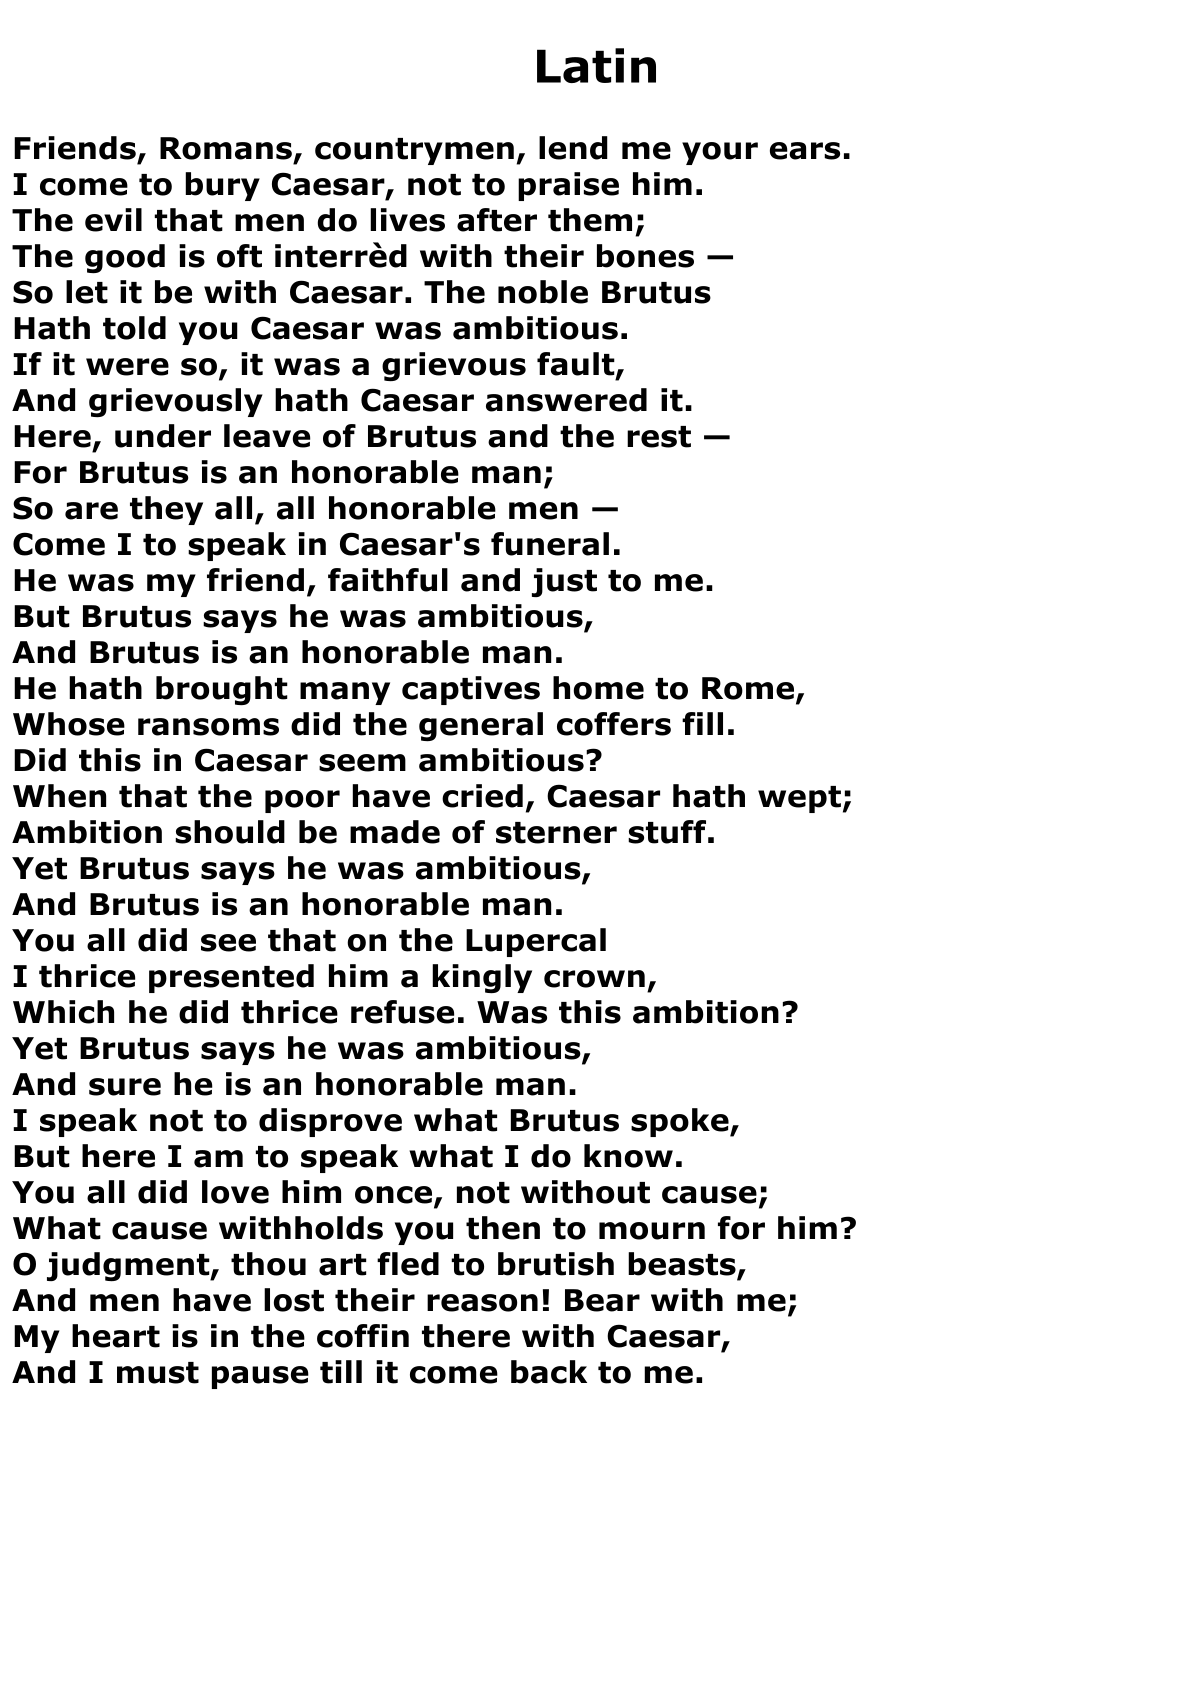 Latin
Friends, Romans, countrymen, lend me your ears.
I come to bury Caesar, not to praise him.
The evil that men do lives after them;
The good is oft interrèd with their bones —
So let it be with Caesar. The noble Brutus
Hath told you Caesar was ambitious.
If it were so, it was a grievous fault,
And grievously hath Caesar answered it.
Here, under leave of Brutus and the rest —
For Brutus is an honorable man;
So are they all, all honorable men —
Come I to speak in Caesar's funeral.
He was my friend, faithful and just to me.
But Brutus says he was ambitious,
And Brutus is an honorable man.
He hath brought many captives home to Rome,
Whose ransoms did the general coffers fill.
Did this in Caesar seem ambitious?
When that the poor have cried, Caesar hath wept;
Ambition should be made of sterner stuff.
Yet Brutus says he was ambitious,
And Brutus is an honorable man.
You all did see that on the Lupercal
I thrice presented him a kingly crown,
Which he did thrice refuse. Was this ambition?
Yet Brutus says he was ambitious,
And sure he is an honorable man.
I speak not to disprove what Brutus spoke,
But here I am to speak what I do know.
You all did love him once, not without cause;
What cause withholds you then to mourn for him?
O judgment, thou art fled to brutish beasts,
And men have lost their reason! Bear with me;
My heart is in the coffin there with Caesar,
And I must pause till it come back to me.